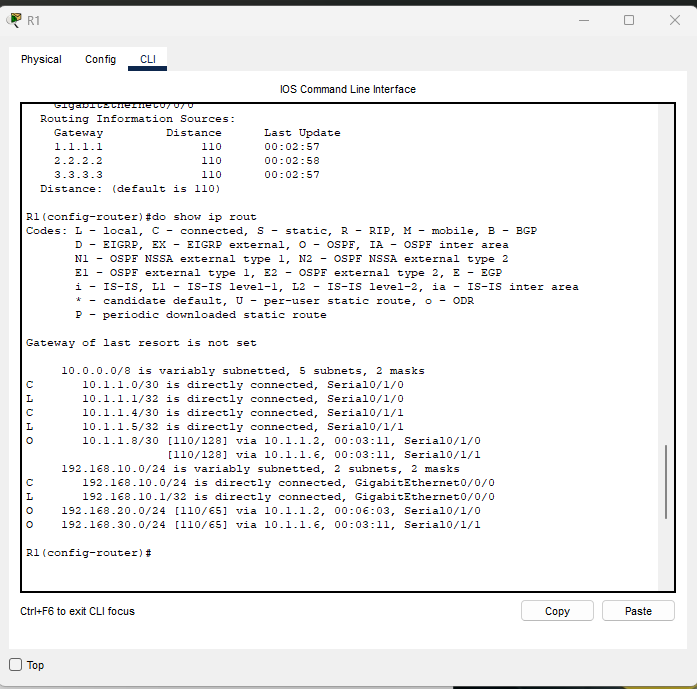 R1
Physical Config CLI
IOS Command Line Interface
GigabitEthernet0/0/0
Routing Information Sources:
Gateway Distance Last Update
1.1.1.1 110 00:02:57
2.2.2.2 110 00:02:58
3.3.3.3 110 00:02:57
Distance: (default is 110)
R1(config-router)#do show ip rout
Codes: L - local, C - connected, S - static, R - RIP, M - mobile, B - BGP
D - EIGRP, EX - EIGRP external, O - OSPF, IA - OSPF inter area
N1 - OSPF NSSA external type 1, N2 - OSPF NSSA external type 2
E1 - OSPF external type 1, E2 - OSPF external type 2, E - EGP
i - IS-IS, L1 - IS-IS level-1, L2 - IS-IS level-2, ia - IS-IS inter area
* - candidate default, U - per-user static route, o - ODR
P - periodic downloaded static route
Gateway of last resort is not set
10.0.0.0/8 is variably subnetted, 5 subnets, 2 masks
C 10.1.1.0/30 is directly connected, Serial0/1/0
L 10.1.1.1/32 is directly connected, Serial0/1/0
C 10.1.1.4/30 is directly connected, Serial0/1/1
L 10.1.1.5/32 is directly connected, Serial0/1/1
O 10.1.1.8/30 [110/128] via 10.1.1.2, 00:03:11, Serial0/1/0
[110/128] via 10.1.1.6, 00:03:11, Serial0/1/1
192.168.10.0/24 is variably subnetted, 2 subnets, 2 masks
C 192.168.10.0/24 is directly connected, GigabitEthernet0/0/0
L 192.168.10.1/32 is directly connected, GigabitEthernet0/0/0
O 192.168.20.0/24 [110/65] via 10.1.1.2, 00:06:03, Serial0/1/0
O 192.168.30.0/24 [110/65] via 10.1.1.6, 00:03:11, Serial0/1/1
R1(config-router)#
Ctrl+F6 to exit CLI focus
Copy Paste
Top